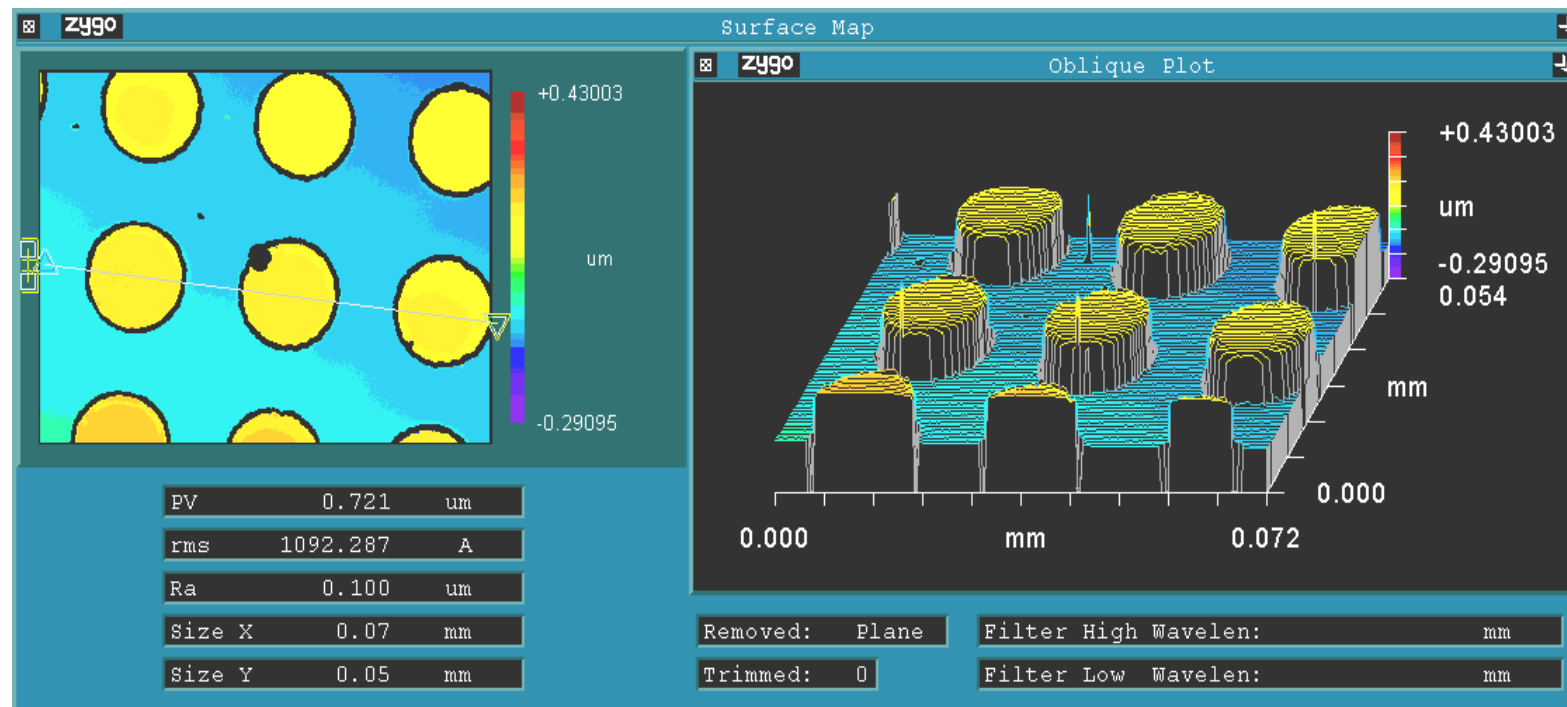 zygo Surface Map
+0.43003
um
-0.29095
zygo Oblique Plot
+0.43003
um
-0.29095
0.054
mm
0.000
0.000 mm 0.072
PV 0.721 um
rms 1092.287 A
Ra 0.100 um
Size X 0.07 mm
Size Y 0.05 mm
Removed: Plane
Trimmed: 0
Filter High Wavelen: mm
Filter Low Wavelen: mm